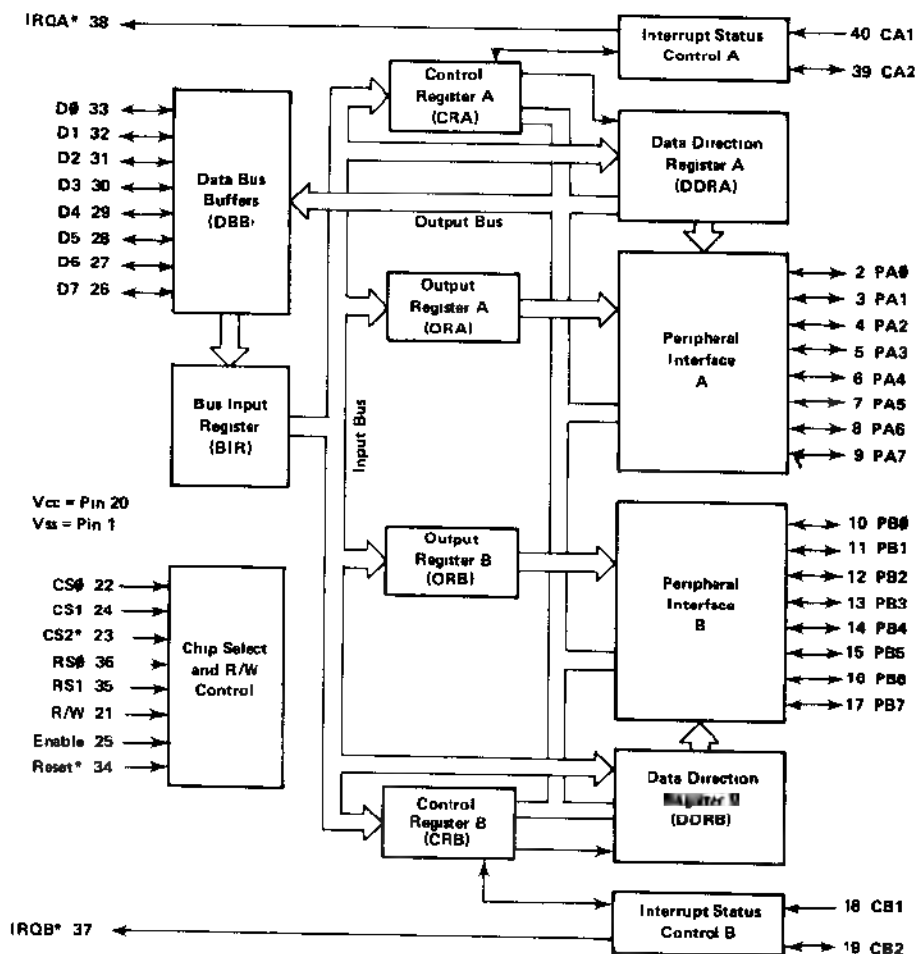 IRQA* 38
Interrupt Status
Control A
40 CA1
39 CA2
Control
Register A
(CRA)
D0 33
D1 32
D2 31
D3 30
D4 29
D5 28
D6 27
D7 26
Data Bus
Buffers
(DBB)
Data Direction
Register A
(DDRA)
Output Bus
Output
Register A
(ORA)
Peripheral
Interface
A
2 PA0
3 PA1
4 PA2
5 PA3
6 PA4
7 PA5
8 PA6
9 PA7
Bus Input
Register
(BIR)
Input Bus
Vcc = Pin 20
Vss = Pin 1
Output
Register B
(ORB)
Peripheral
Interface
B
10 PB0
11 PB1
12 PB2
13 PB3
14 PB4
15 PB5
16 PB6
17 PB7
CS0 22
CS1 24
CS2* 23
RS0 36
RS1 35
R/W 21
Enable 25
Reset* 34
Chip Select
and R/W
Control
Control
Register B
(CRB)
Data Direction
(DDRB)
Interrupt Status
Control B
18 CB1
19 CB2
IRQB* 37